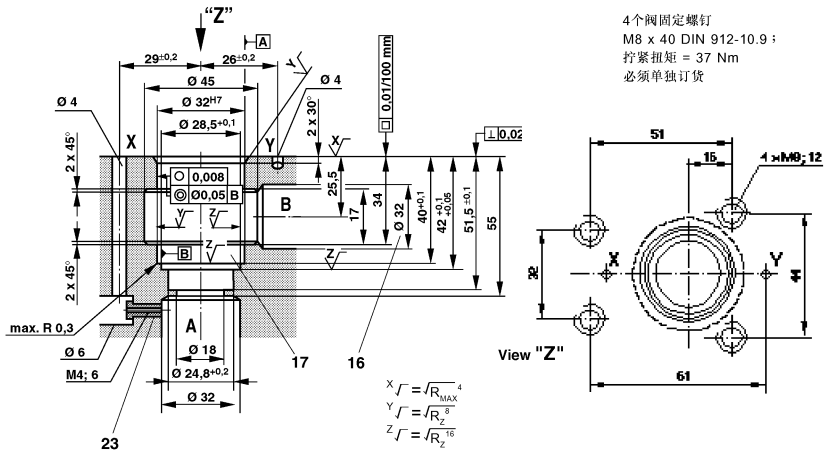 "Z"
A
29±0,2
26±0,2
Ø 45
Ø 32H7
Ø 28,5+0,1
Ø 4
Ø 4
2 x 30°
0,01/100 mm
0,02
X
Y
Y
X
2 x 45°
2 x 45°
0,008
Ø0,05 B
B
B
Y
Z
Z
Z
25,5
17
34
Ø 32
40+0,1
42 +0,1 +0,05
51,5 ±0,1
55
max. R 0,3
Ø 6
M4; 6
A
Ø 18
Ø 24,8+0,2
Ø 32
23
17
16
X √ = √RMAX 4
Y √ = √RZ 8
Z √ = √RZ 16
4个阀固定螺钉
M8 x 40 DIN 912-10.9；
拧紧扭矩 = 37 Nm
必须单独订货
51
15
4 xM8; 12
X
Y
32
44
View "Z"
61